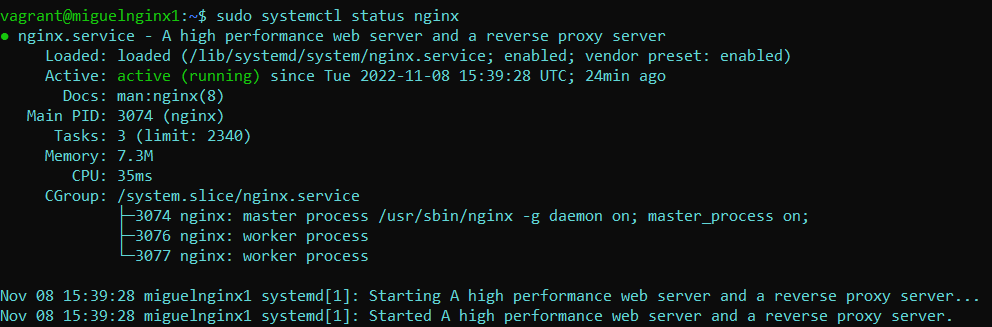 vagrant@miguelnginx1:~$ sudo systemctl status nginx
● nginx.service - A high performance web server and a reverse proxy server
     Loaded: loaded (/lib/systemd/system/nginx.service; enabled; vendor preset: enabled)
     Active: active (running) since Tue 2022-11-08 15:39:28 UTC; 24min ago
       Docs: man:nginx(8)
   Main PID: 3074 (nginx)
      Tasks: 3 (limit: 2340)
     Memory: 7.3M
        CPU: 35ms
     CGroup: /system.slice/nginx.service
             ├─3074 nginx: master process /usr/sbin/nginx -g daemon on; master_process on;
             ├─3076 nginx: worker process
             └─3077 nginx: worker process
Nov 08 15:39:28 miguelnginx1 systemd[1]: Starting A high performance web server and a reverse proxy server...
Nov 08 15:39:28 miguelnginx1 systemd[1]: Started A high performance web server and a reverse proxy server.